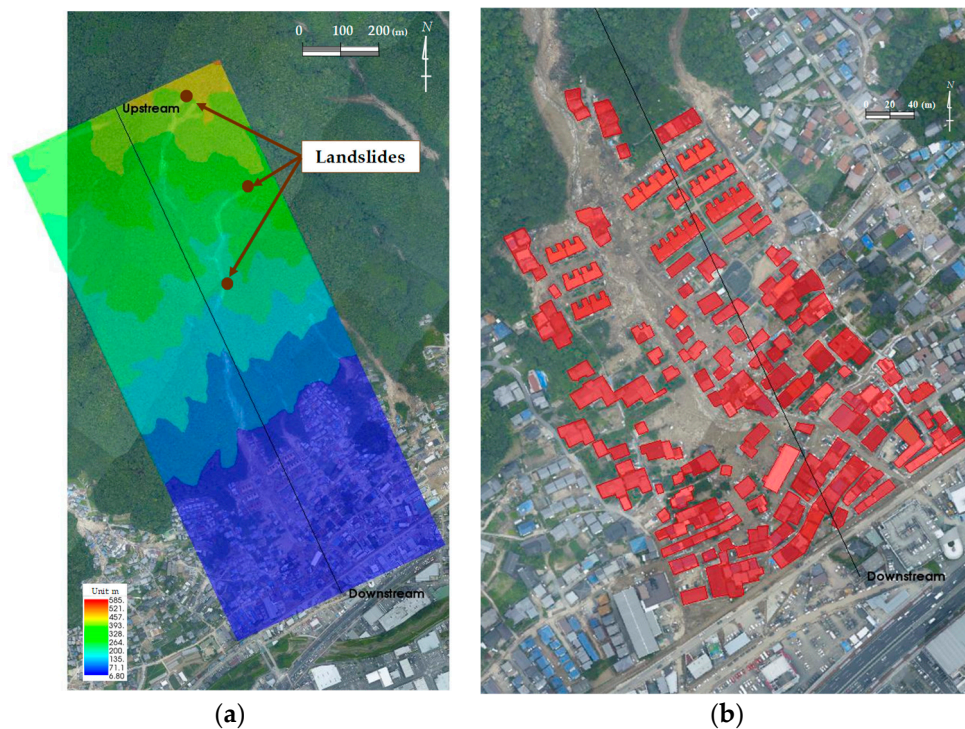 0 100 200 (m)
N
Upstream
Landslides
Downstream
Unit m
585.
521.
457.
393.
328.
264.
200.
135.
71.1
6.80
(a)
N
0 20 40 (m)
Downstream
(b)